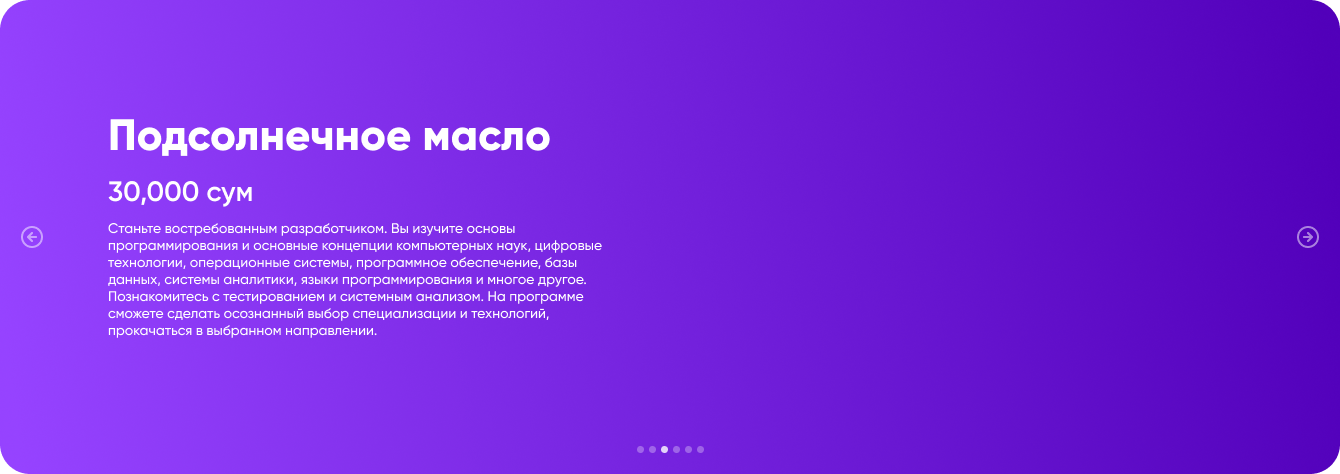 Подсолнечное масло
30,000 сум
Станьте востребованным разработчиком. Вы изучите основы
программирования и основные концепции компьютерных наук, цифровые
технологии, операционные системы, программное обеспечение, базы
данных, системы аналитики, языки программирования и многое другое.
Познакомитесь с тестированием и системным анализом. На программе
сможете сделать осознанный выбор специализации и технологий,
прокачаться в выбранном направлении.